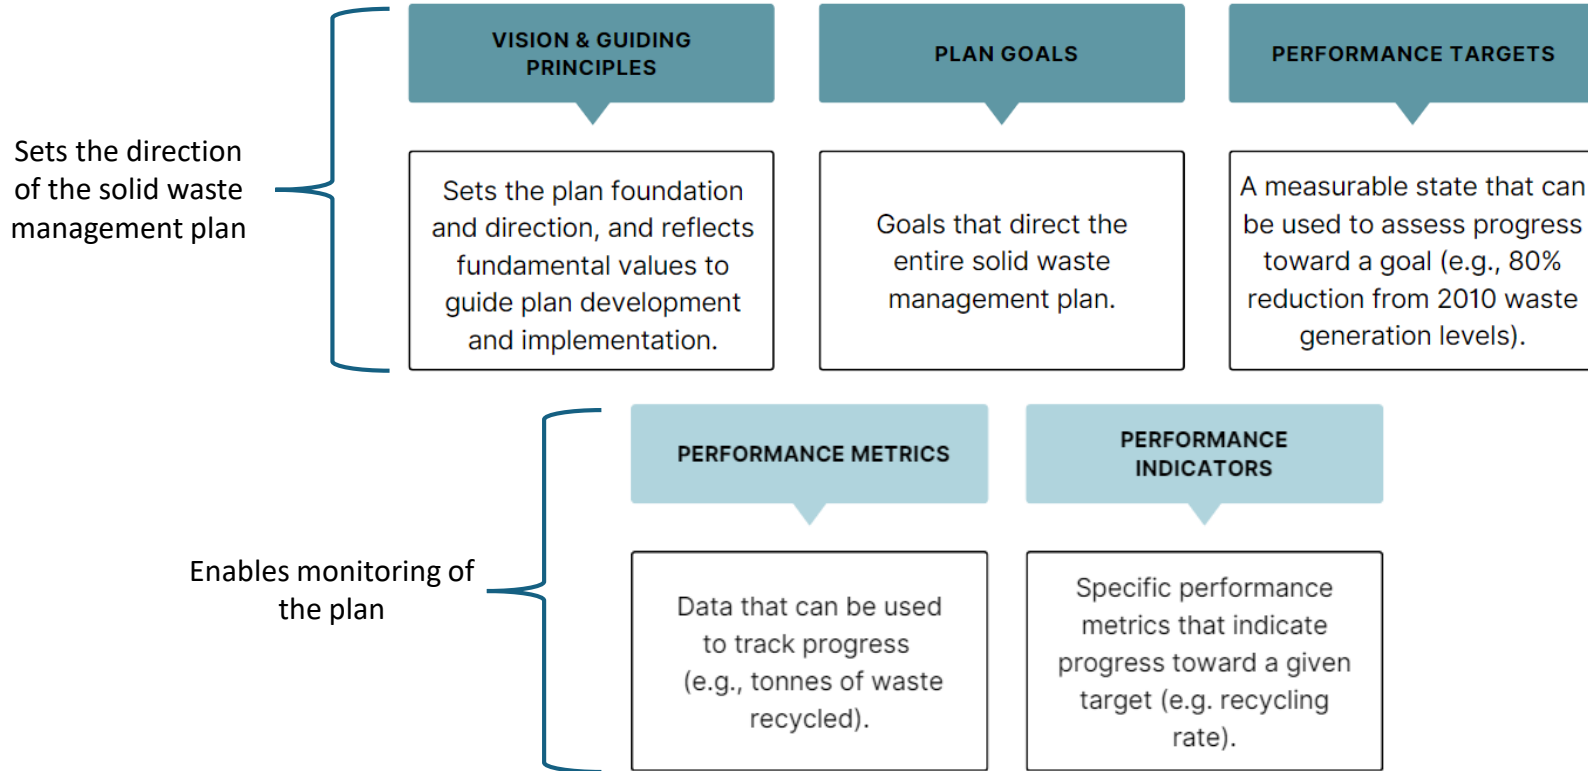 Sets the direction
of the solid waste
management plan
VISION & GUIDING
PRINCIPLES
Sets the plan foundation
and direction, and reflects
fundamental values to
guide plan development
and implementation.
PLAN GOALS
Goals that direct the
entire solid waste
management plan.
PERFORMANCE TARGETS
A measurable state that can
be used to assess progress
toward a goal (e.g., 80%
reduction from 2010 waste
generation levels).
Enables monitoring of
the plan
PERFORMANCE METRICS
Data that can be used
to track progress
(e.g., tonnes of waste
recycled).
PERFORMANCE
INDICATORS
Specific performance
metrics that indicate
progress toward a given
target (e.g. recycling
rate).